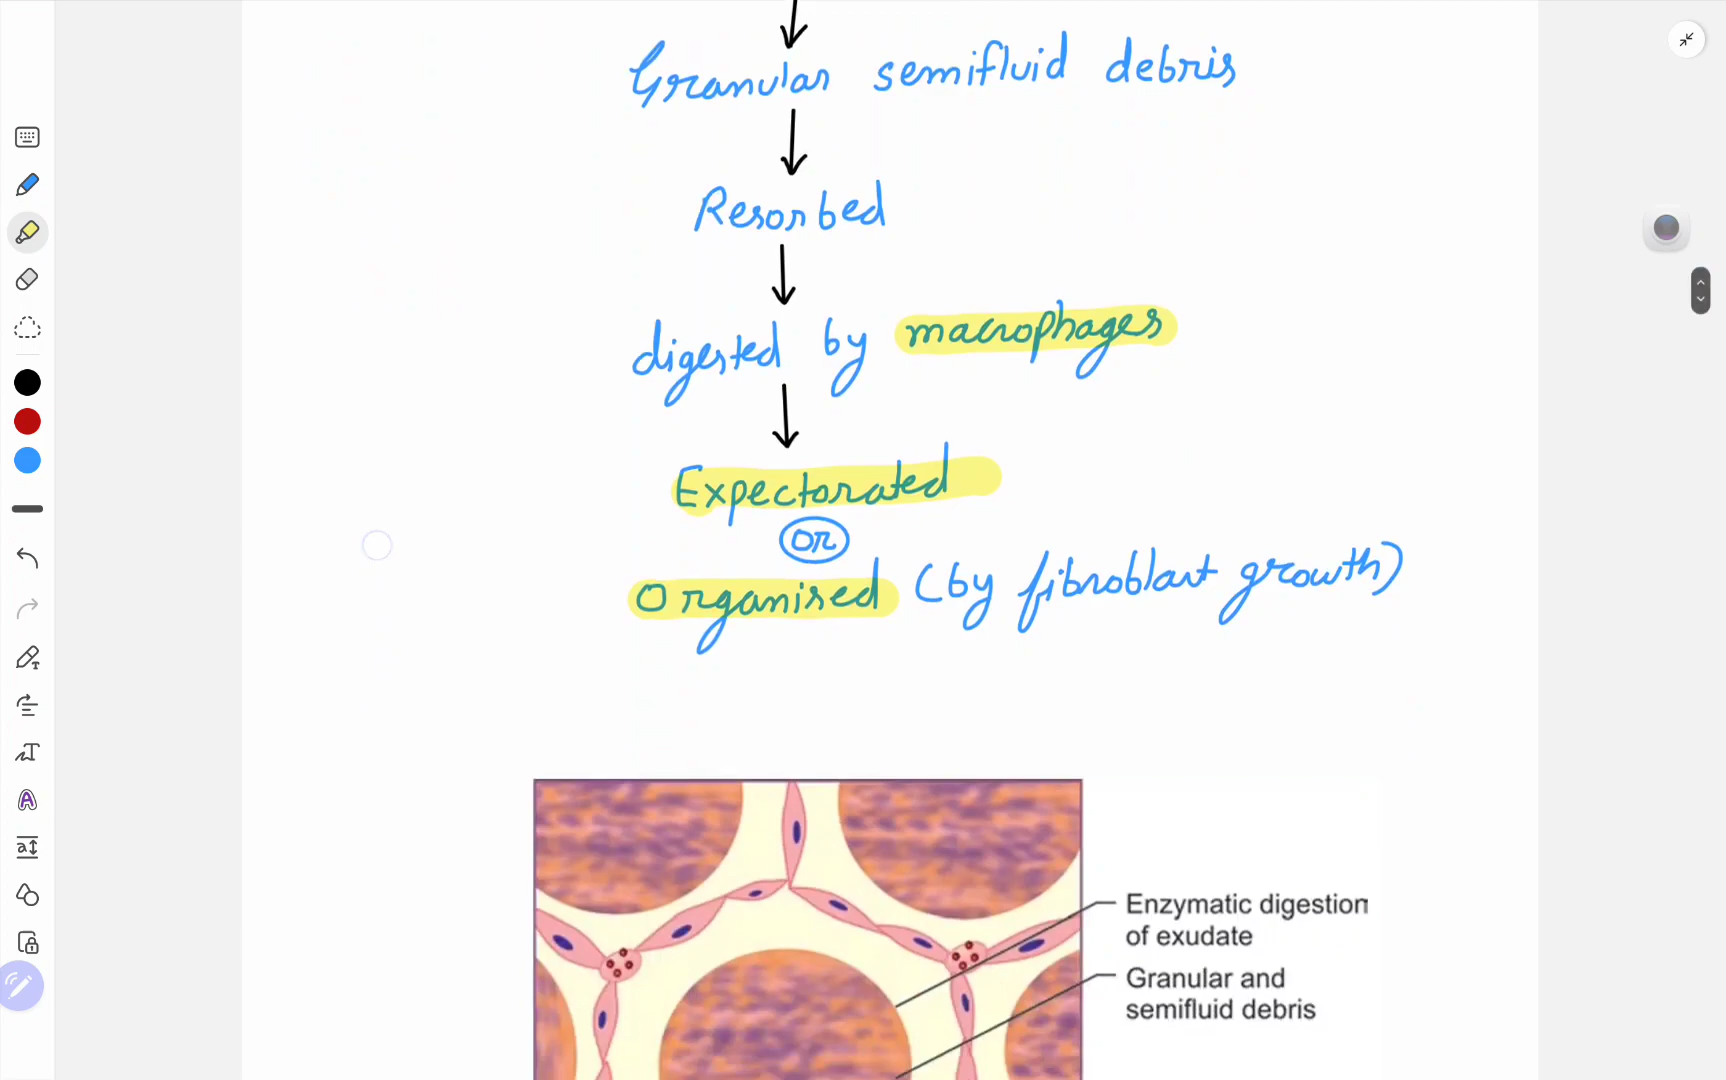 Granular semifluid debris
Resorbed
digested by macrophages
Expectorated
or
Organised (by fibroblast growth)
Enzymatic digestion
of exudate
Granular and
semifluid debris